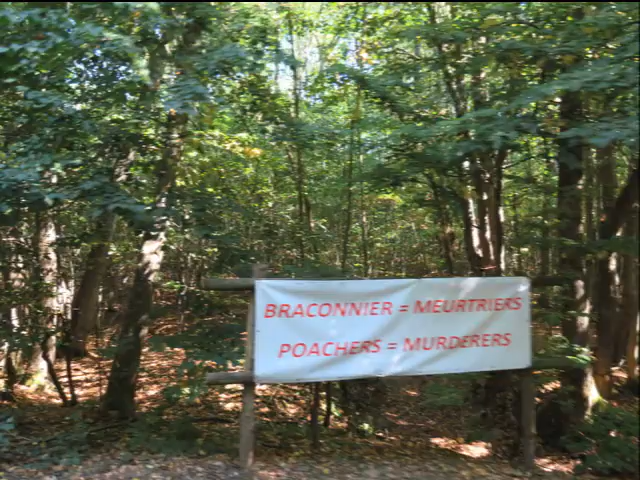 BRACONNIER = MEURTRIERS
POACHERS = MURDERERS